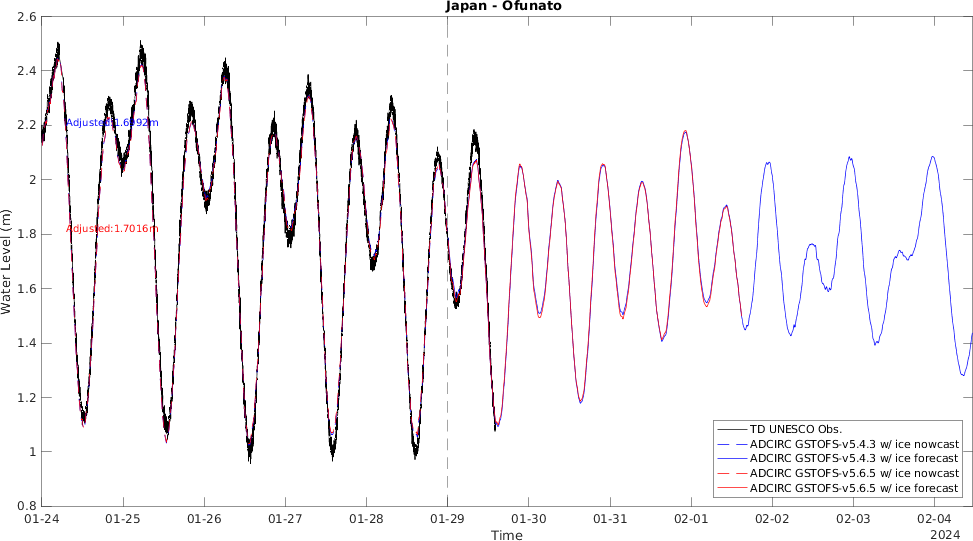 Japan - Ofunato
Water Level (m)
2.6
2.4
2.2
2
1.8
1.6
1.4
1.2
1
0.8
Adjusted:1.6992m
Adjusted:1.7016m
TD UNESCO Obs.
ADCIRC GSTOFS-v5.4.3 w/ ice nowcast
ADCIRC GSTOFS-v5.4.3 w/ ice forecast
ADCIRC GSTOFS-v5.6.5 w/ ice nowcast
ADCIRC GSTOFS-v5.6.5 w/ ice forecast
01-24 01-25 01-26 01-27 01-28 01-29 01-30 01-31 02-01 02-02 02-03 02-04
Time
2024